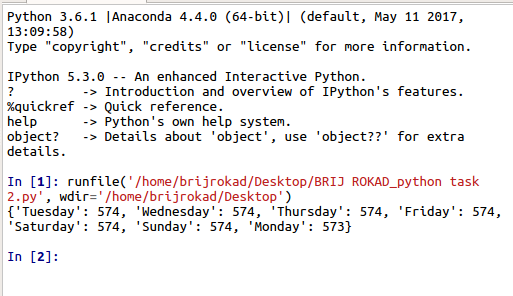 Python 3.6.1 |Anaconda 4.4.0 (64-bit)| (default, May 11 2017,
13:09:58)
Type "copyright", "credits" or "license" for more information.
IPython 5.3.0 -- An enhanced Interactive Python.
?         -> Introduction and overview of IPython's features.
%quickref -> Quick reference.
help      -> Python's own help system.
object?   -> Details about 'object', use 'object??' for extra
details.
In [1]: runfile('/home/brijrokad/Desktop/BRIJ ROKAD_python task
2.py', wdir='/home/brijrokad/Desktop')
{'Tuesday': 574, 'Wednesday': 574, 'Thursday': 574, 'Friday': 574,
'Saturday': 574, 'Sunday': 574, 'Monday': 573}
In [2]: